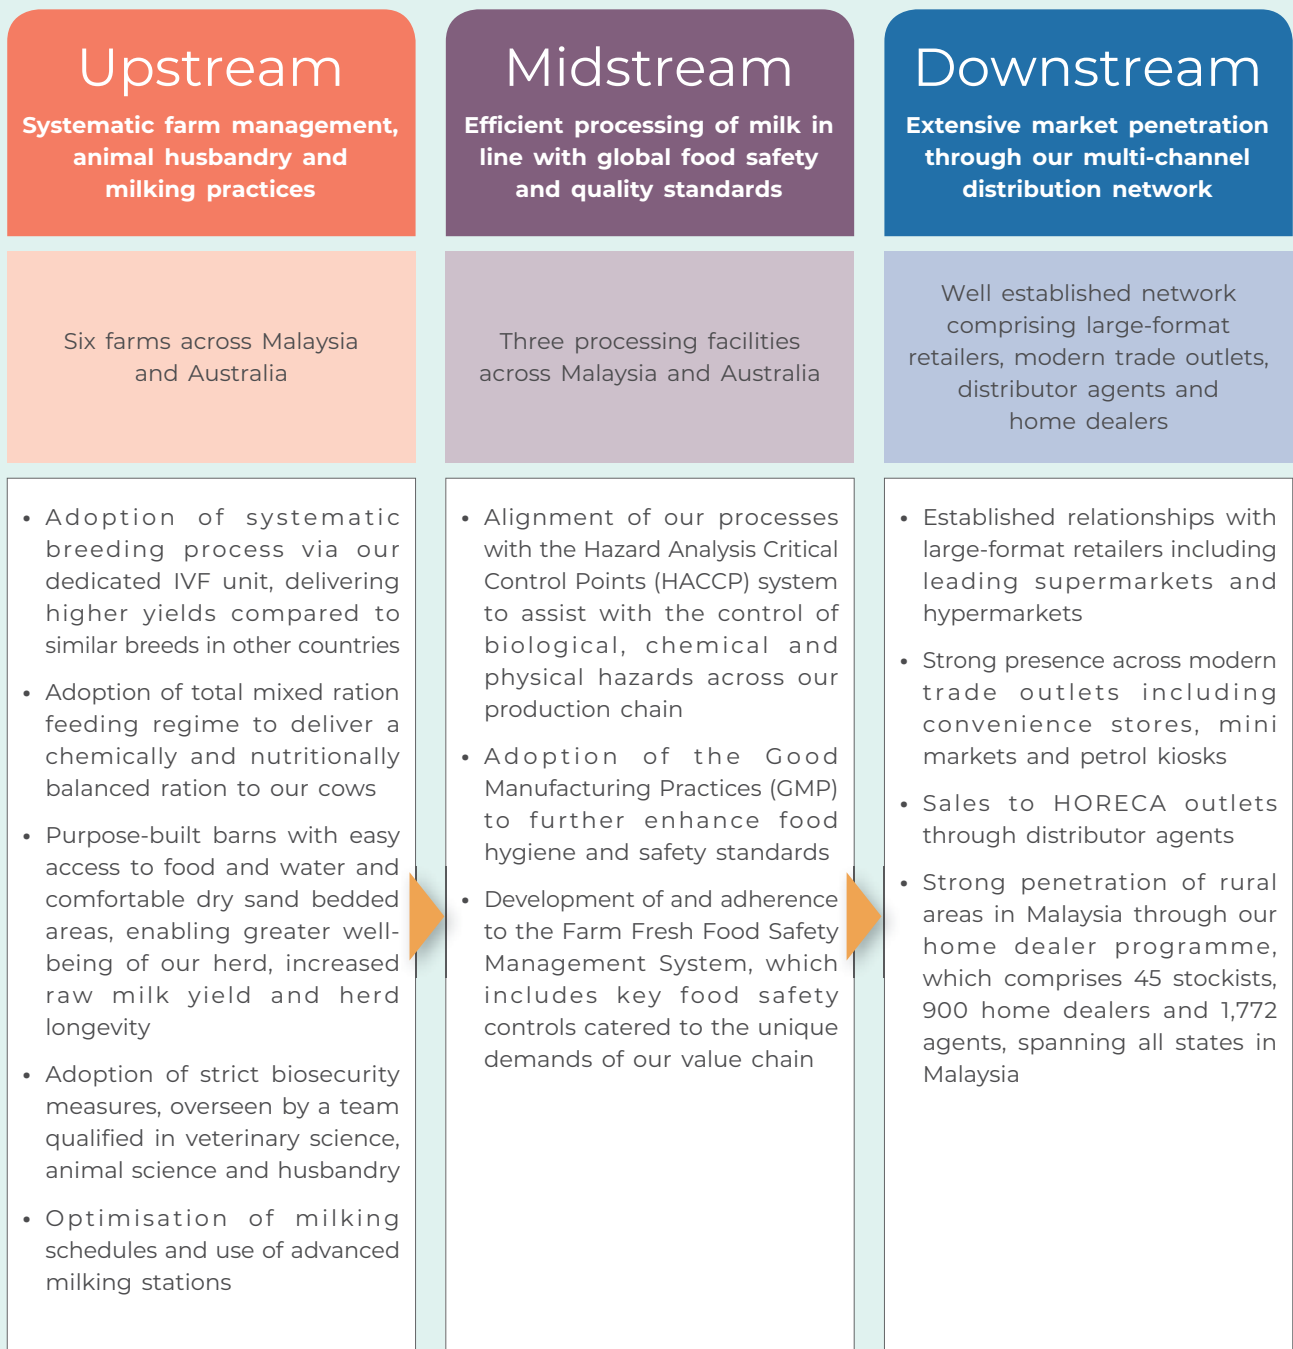 Upstream
Systematic farm management,
animal husbandry and
milking practices
Six farms across Malaysia
and Australia
• Adoption of systematic
breeding process via our
dedicated IVF unit, delivering
higher yields compared to
similar breeds in other countries
• Adoption of total mixed ration
feeding regime to deliver a
chemically and nutritionally
balanced ration to our cows
• Purpose-built barns with easy
access to food and water and
comfortable dry sand bedded
areas, enabling greater well-
being of our herd, increased
raw milk yield and herd
longevity
• Adoption of strict biosecurity
measures, overseen by a team
qualified in veterinary science,
animal science and husbandry
• Optimisation of milking
schedules and use of advanced
milking stations
Midstream
Efficient processing of milk in
line with global food safety
and quality standards
Three processing facilities
across Malaysia and Australia
• Alignment of our processes
with the Hazard Analysis Critical
Control Points (HACCP) system
to assist with the control of
biological, chemical and
physical hazards across our
production chain
• Adoption of the Good
Manufacturing Practices (GMP)
to further enhance food
hygiene and safety standards
• Development of and adherence
to the Farm Fresh Food Safety
Management System, which
includes key food safety
controls catered to the unique
demands of our value chain
Downstream
Extensive market penetration
through our multi-channel
distribution network
Well established network
comprising large-format
retailers, modern trade outlets,
distributor agents and
home dealers
• Established relationships with
large-format retailers including
leading supermarkets and
hypermarkets
• Strong presence across modern
trade outlets including
convenience stores, mini
markets and petrol kiosks
• Sales to HORECA outlets
through distributor agents
• Strong penetration of rural
areas in Malaysia through our
home dealer programme,
which comprises 45 stockists,
900 home dealers and 1,772
agents, spanning all states in
Malaysia